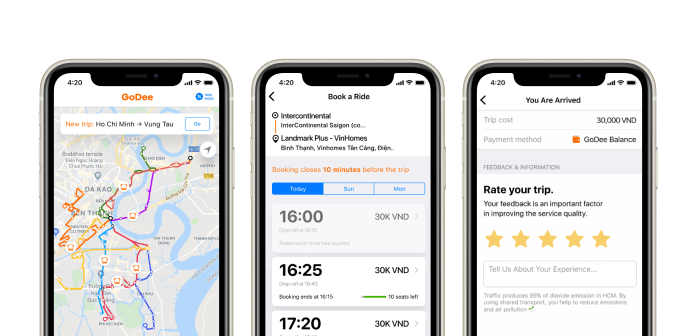 4:20
GoDee
New trip: Ho Chi Minh → Vung Tau
Go
Buddhist temple
DA KAO
4:20
Book a Ride
Intercontinental
InterContinental Saigon (co...
Landmark Plus - VinHomes
Bình Thạnh, Vinhomes Tân Cảng, Điện..
Booking closes 10 minutes before the trip
Today
Sun
Mon
16:00
30K VND
Drop-off at 16:15
Reservation time has expired
16:25
30K VND
Drop-off at 16:40
Booking ends at 16:15
10 seats left
17:20
30K VND
4:20
You Are Arrived
Trip cost
30,000 VND
Payment method
GoDee Balance
FEEDBACK & INFORMATION
Rate your trip.
Your feedback is an important factor
in improving the service quality.
Tell Us About Your Experience...
Traffic produces 99% of dioxide emission in HCM. By
using shared transport, you help to reduce emissions
and air pollution